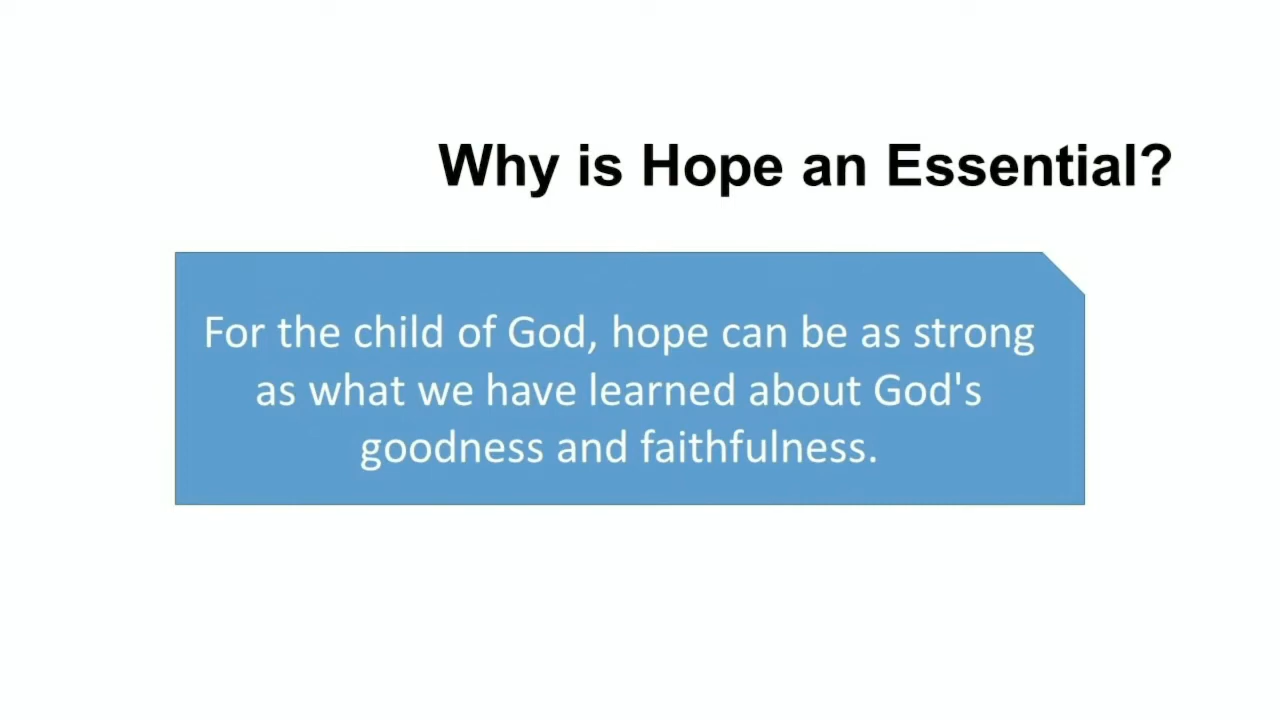 Why is Hope an Essential?
For the child of God, hope can be as strong
as what we have learned about God's
goodness and faithfulness.